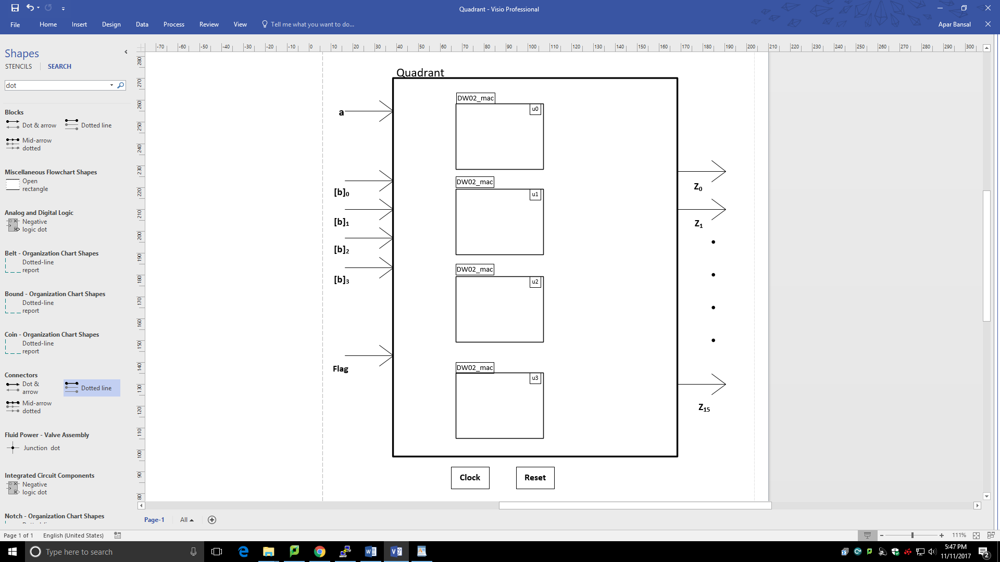 Quadrant - Visio Professional
File Home Insert Design Data Process Review View Tell me what you want to do... Apar Bansal
Shapes
STENCILS SEARCH
dot
Blocks
Dot & arrow Dotted line
Mid-arrow
dotted
Miscellaneous Flowchart Shapes
Open
rectangle
Analog and Digital Logic
Negative
logic dot
Belt - Organization Chart Shapes
Dotted-line
report
Bound - Organization Chart Shapes
Dotted-line
report
Coin - Organization Chart Shapes
Dotted-line
report
Connectors
Dot &
arrow
Dotted line
Mid-arrow
dotted
Fluid Power - Valve Assembly
Junction dot
Integrated Circuit Components
Negative
logic dot
Notch - Organization Chart Shapes
-70 -60 -50 -40 -30 -20 -10 0 10 20 30 40 50 60 70 80 90 100 110 120 130 140 150 160 170 180 190 200 210 220 230 240 250 260 270 280 290 300
280
270
260
250
240
230
220
210
200
190
180
170
160
150
140
130
120
110
100
90
80
Quadrant
a
[b]0
[b]1
[b]2
[b]3
Flag
DW02_mac
u0
DW02_mac
u1
DW02_mac
u2
DW02_mac
u3
Z0
Z1
Z15
Clock Reset
Page-1 All
Page 1 of 1 English (United States) 111%
Type here to search
5:47 PM
11/11/2017
2